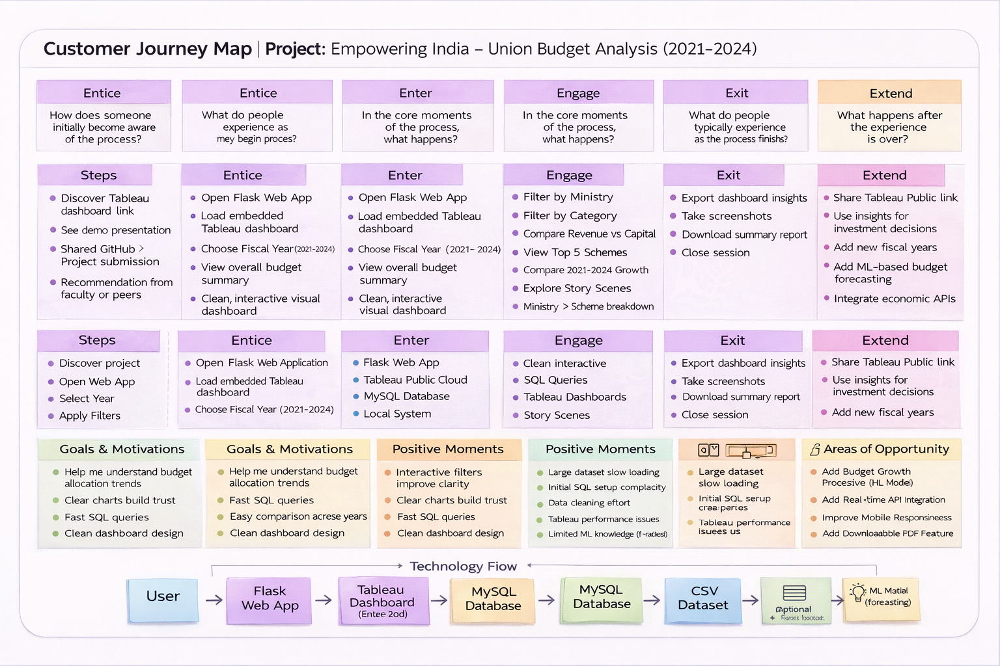 Customer Journey Map | Project: Empowering India – Union Budget Analysis (2021–2024)
Entice
How does someone
initially become aware
of the process?
Entice
What do people
experience as
mey begin proces?
Enter
In the core moments
of the process,
what happens?
Engage
In the core moments
of the process,
what happens?
Exit
What do people
typically experience
as the process finishs?
Extend
What happens after
the experience
is over?
Steps
Discover Tableau
dashboard link
See demo presentation
Shared GitHub >
Project submission
Recommendation from
faculty or peers
Entice
Open Flask Web App
Load embedded
Tableau dashboard
Choose Fiscal Year (2021-2024)
View overall budget
summary
Clean, interactive visual
dashboard
Enter
Open Flask Web App
Load embedded Tableau
dashboard
Choose Fiscal Year (2021- 2024)
View overall budget
summary
Clean, interactive
visual dashboard
Engage
Filter by Ministry
Filter by Category
Compare Revenue vs Capital
View Top 5 Schemes
Compare 2021-2024 Growth
Explore Story Scenes
Ministry > Scheme breakdown
Exit
Export dashboard insights
Take screenshots
Download summary report
Close session
Extend
Share Tableau Public link
Use insights for
investment decisions
Add new fiscal years
Add ML-based budget
forecasting
Integrate economic APIs
Steps
Discover project
Open Web App
Select Year
Apply Filters
Entice
Open Flask Web Application
Load embedded Tableau
dashboard
Choose Fiscal Year (2021-2024)
Enter
Flask Web App
Tableau Public Cloud
MySQL Database
Local System
Engage
Clean interactive
SQL Queries
Tableau Dashboards
Story Scenes
Exit
Export dashboard insights
Take screenshots
Download summary report
Close session
Extend
Share Tableau Public link
Use insights for
investment decisions
Add new fiscal years
Goals & Motivations
Help me understand budget
allocation trends
Clear charts build trust
Fast SQL queries
Clean dashboard design
Goals & Motivations
Help me understand budget
allocation trends
Fast SQL queries
Easy comparison acrese years
Clean dashboard design
Positive Moments
Interactive filters
improve clarity
Clear charts build trust
Fast SQL queries
Clean dashboard design
Positive Moments
Large dataset slow loading
Initial SQL setup complacity
Data cleaning eftort
Tableau performance issues
Limited ML knowledge
Large dataset
slow loading
Initial SQL serup
Tableau performance
isuees us
Areas of Opportunity
Add Budget Growth
Procesive (HL Model)
Add Real-time API Integration
Improve Mobile Responsineess
Add Downloabable PDF Feature
Technology Fiow
User
Flask
Web App
Tableau
Dashboard
(Entee 2od)
MySQL
Database
MySQL
Database
CSV
Dataset
ML Matial
(foreasting)